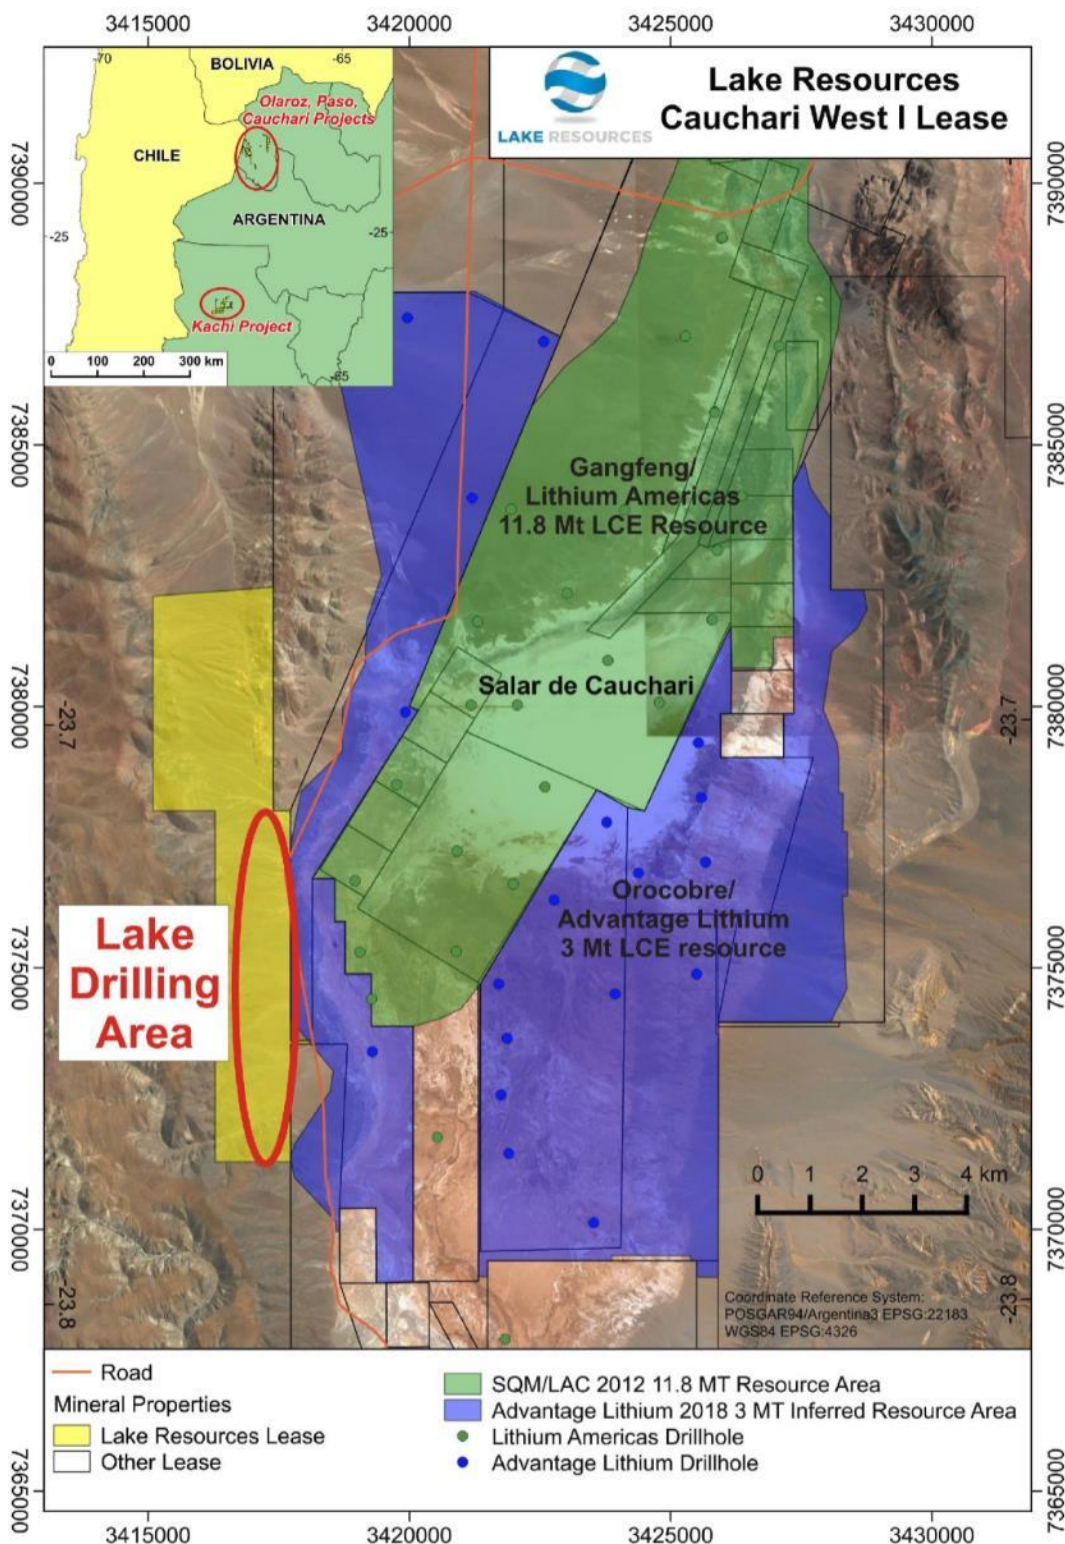 3415000 3420000 3425000 3430000
-70
-65
BOLIVIA
Olaroz, Paso,
Cauchari Projects
CHILE
ARGENTINA
-25
-25
Kachi Project
0 100 200 300 km
-65
LAKE RESOURCES
Lake Resources
Cauchari West I Lease
7390000
7390000
7385000
7385000
Gangfeng/
Lithium Americas
11.8 Mt LCE Resource
Salar de Cauchari
7380000
-23.7
-23.7
7380000
Orocobre/
Advantage Lithium
3 Mt LCE resource
Lake
Drilling
Area
7375000
7375000
0 1 2 3 4 km
7370000
7370000
-23.8
-23.8
Coordinate Reference System:
POSGAR94/Argentina3 EPSG:22183
WGS84 EPSG:4326
Road
Mineral Properties
Lake Resources Lease
Other Lease
SQM/LAC 2012 11.8 MT Resource Area
Advantage Lithium 2018 3 MT Inferred Resource Area
Lithium Americas Drillhole
Advantage Lithium Drillhole
7365000
7365000
3415000 3420000 3425000 3430000